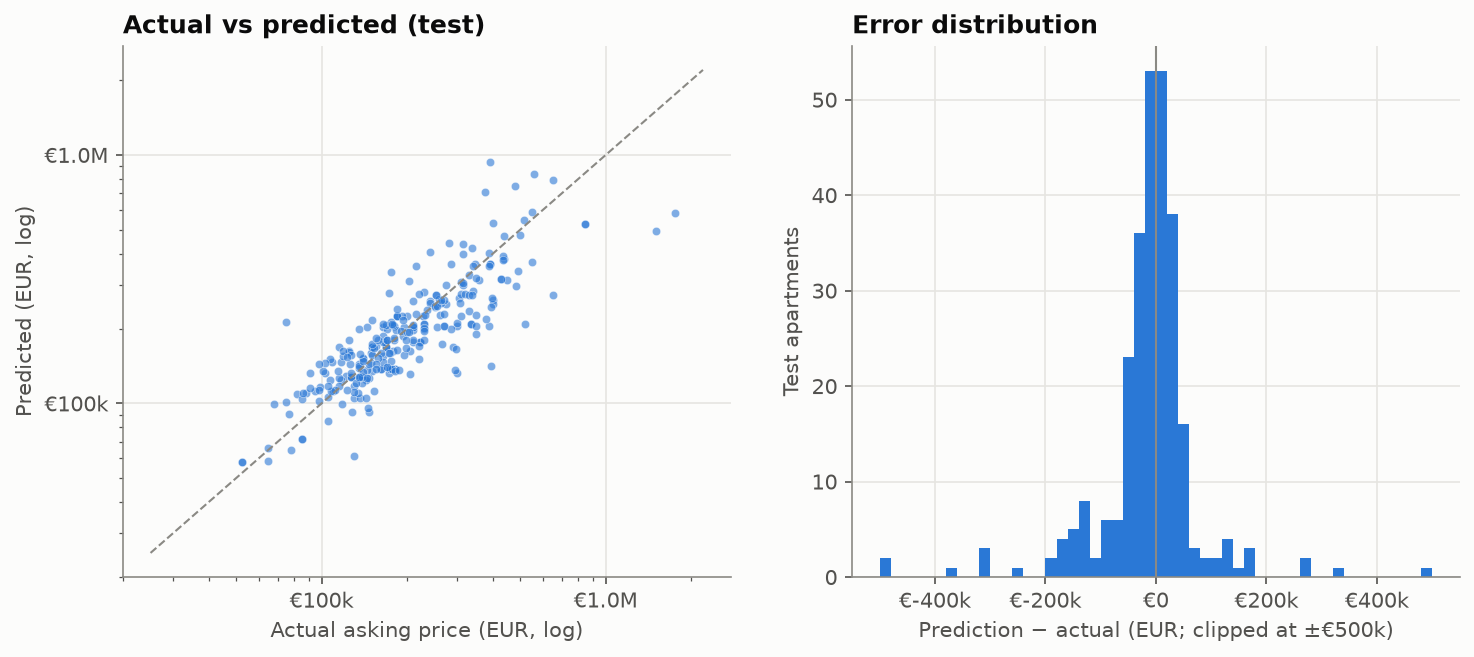 Actual vs predicted (test)
Predicted (EUR, log)
€1.0M
€100k
€100k
€1.0M
Actual asking price (EUR, log)
Error distribution
Test apartments
50
40
30
20
10
0
€-400k
€-200k
€0
€200k
€400k
Prediction − actual (EUR; clipped at ±€500k)